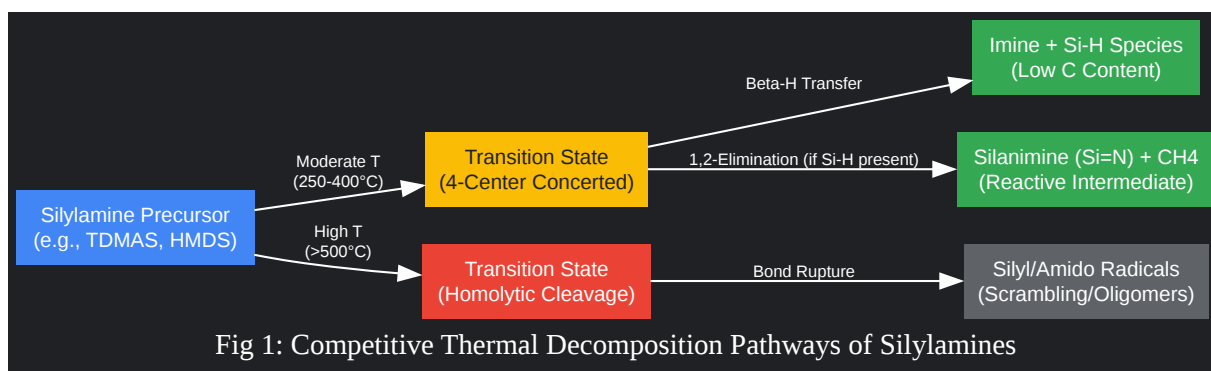 Silylamine Precursor
(e.g., TDMAS, HMDS)
Moderate T
(250-400°C)
High T
(>500°C)
Transition State
(4-Center Concerted)
Transition State
(Homolytic Cleavage)
Beta-H Transfer
1,2-Elimination (if Si-H present)
Bond Rupture
Imine + Si-H Species
(Low C Content)
Silanimine (Si=N) + CH4
(Reactive Intermediate)
Silyl/Amido Radicals
(Scrambling/Oligomers)
Fig 1: Competitive Thermal Decomposition Pathways of Silylamines